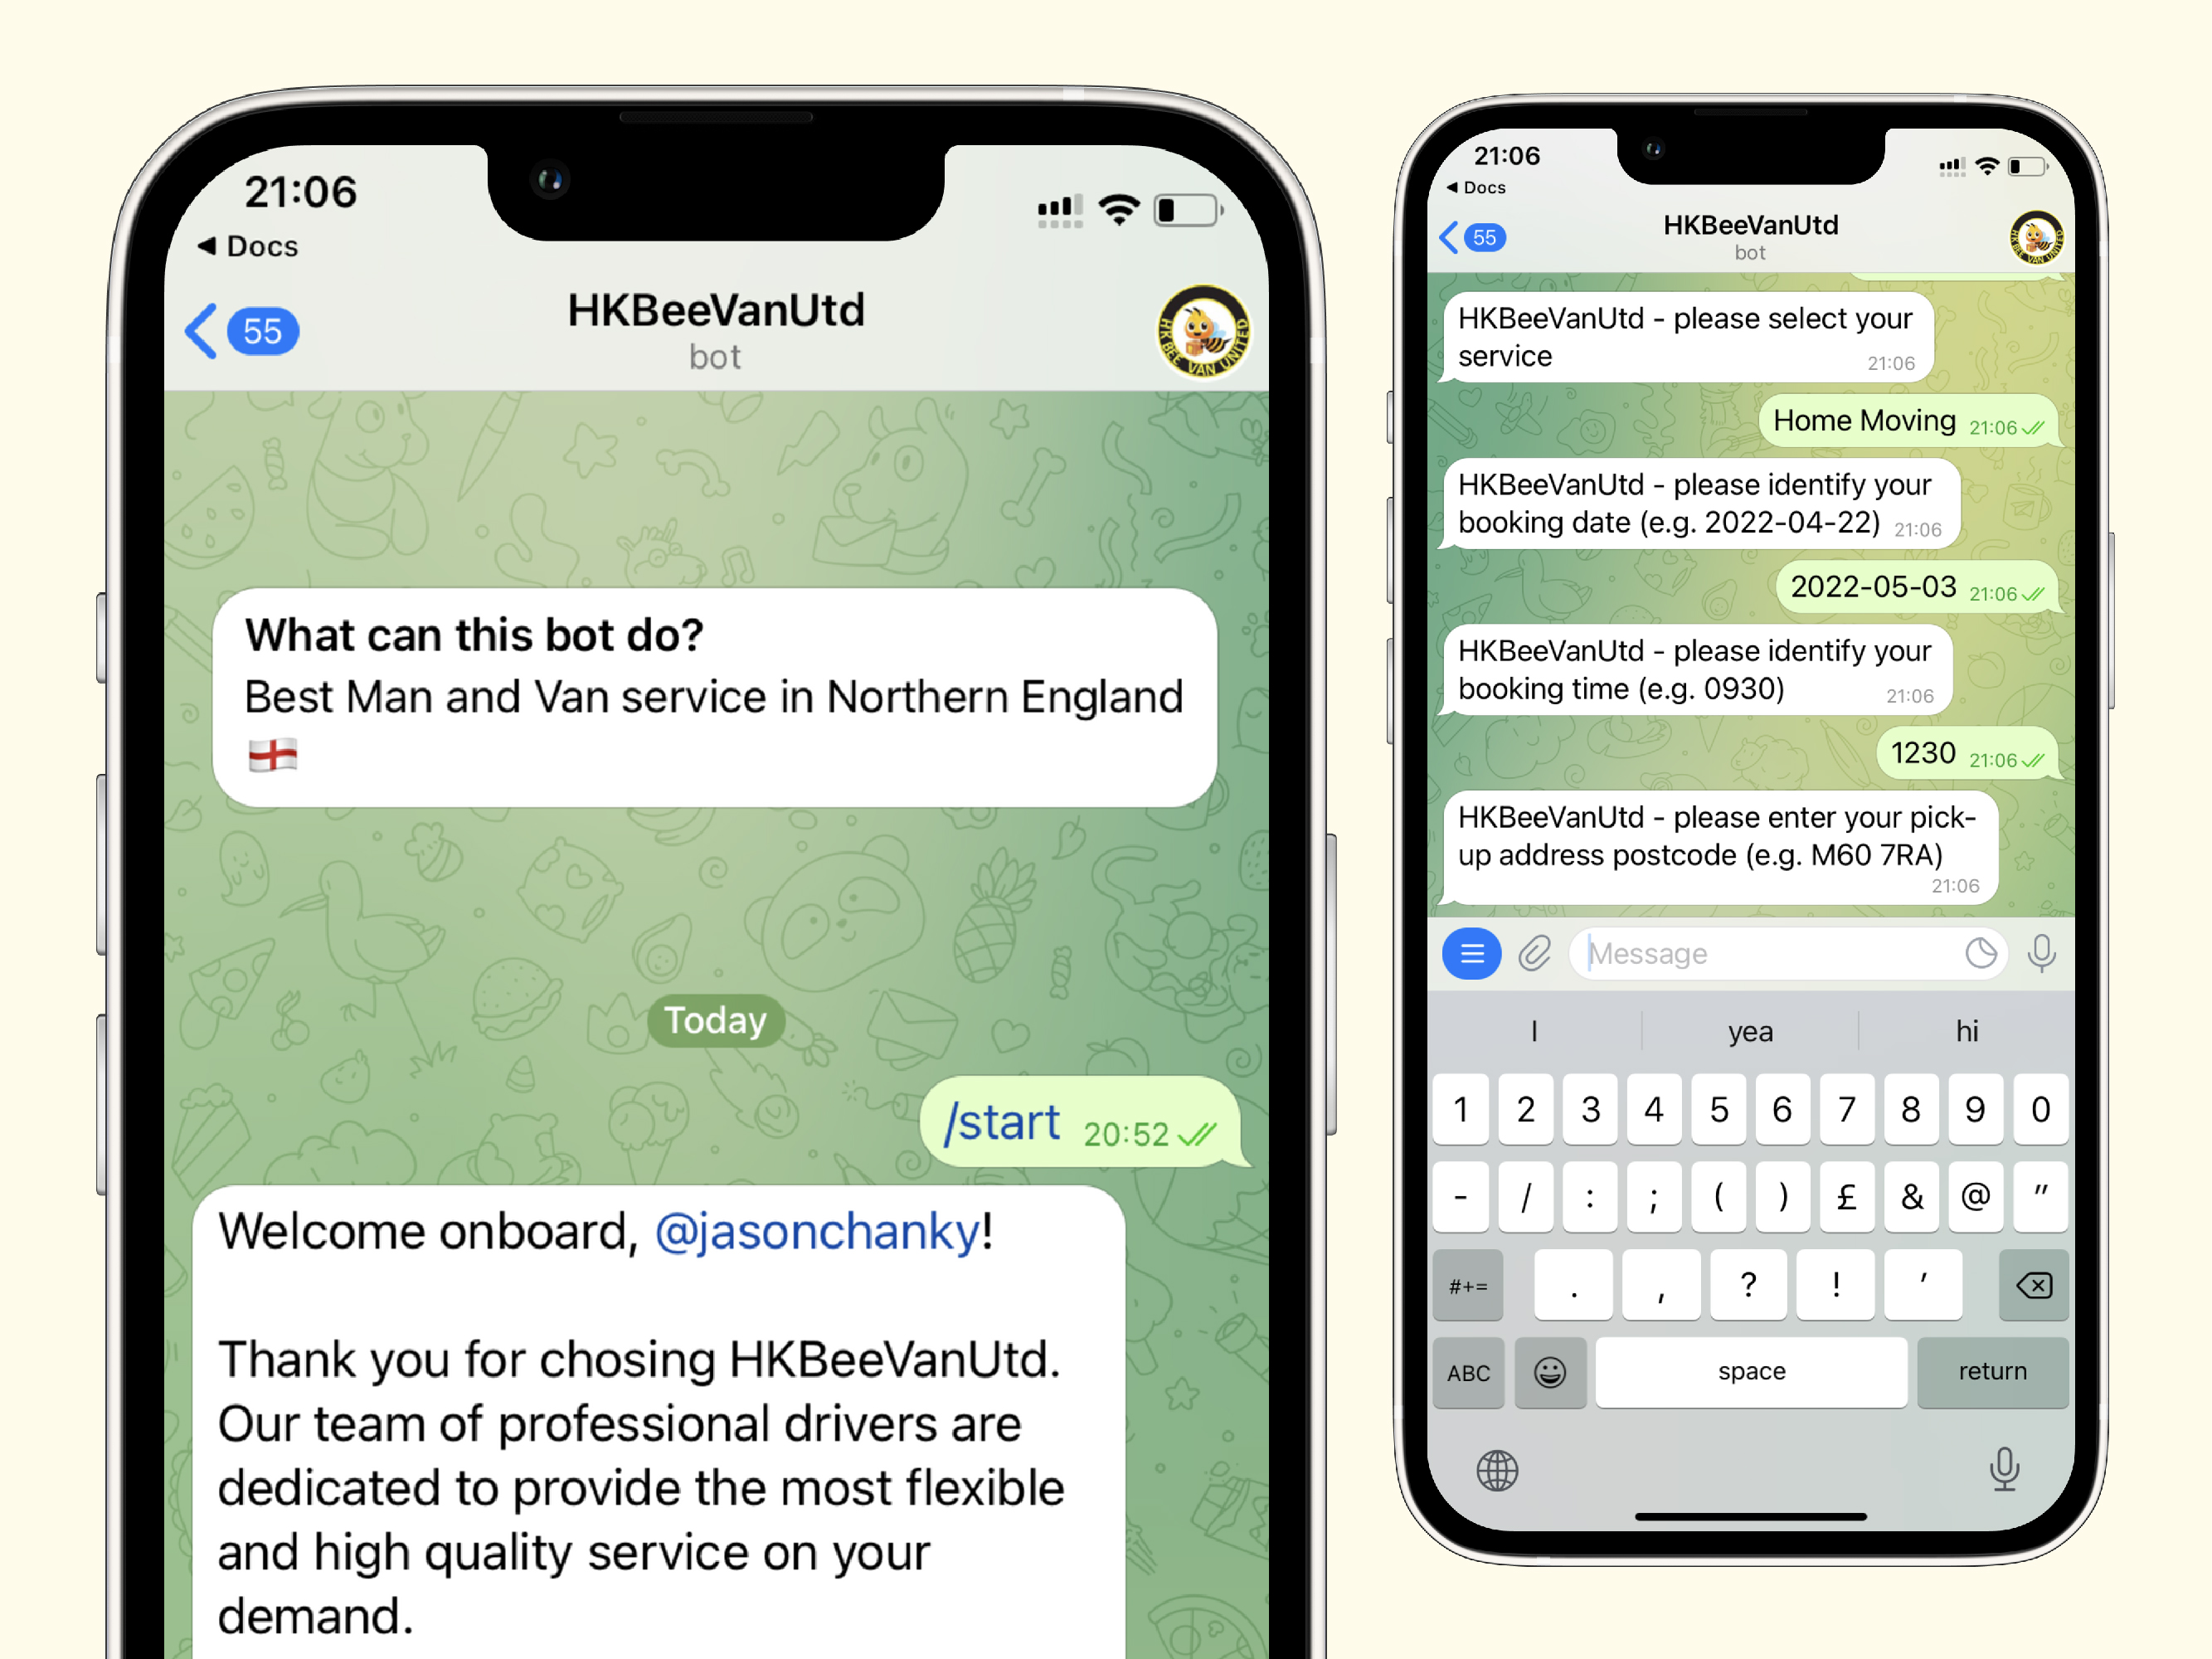 21:06
Docs
55
HKBeeVanUtd
bot
HK BEE VAN UNITED
What can this bot do?
Best Man and Van service in Northern England
Today
/start 20:52
Welcome onboard, @jasonchanky!
Thank you for chosing HKBeeVanUtd.
Our team of professional drivers are
dedicated to provide the most flexible
and high quality service on your
demand.
21:06
Docs
55
HKBeeVanUtd
bot
HK BEE VAN UNITED
HKBeeVanUtd - please select your
service 21:06
Home Moving 21:06
HKBeeVanUtd - please identify your
booking date (e.g. 2022-04-22) 21:06
2022-05-03 21:06
HKBeeVanUtd - please identify your
booking time (e.g. 0930) 21:06
1230 21:06
HKBeeVanUtd - please enter your pick-
up address postcode (e.g. M60 7RA)
21:06
Message
I yea hi
1 2 3 4 5 6 7 8 9 0
- / : ; ( ) £ & @ "
#+= . , ? ! '
ABC space return